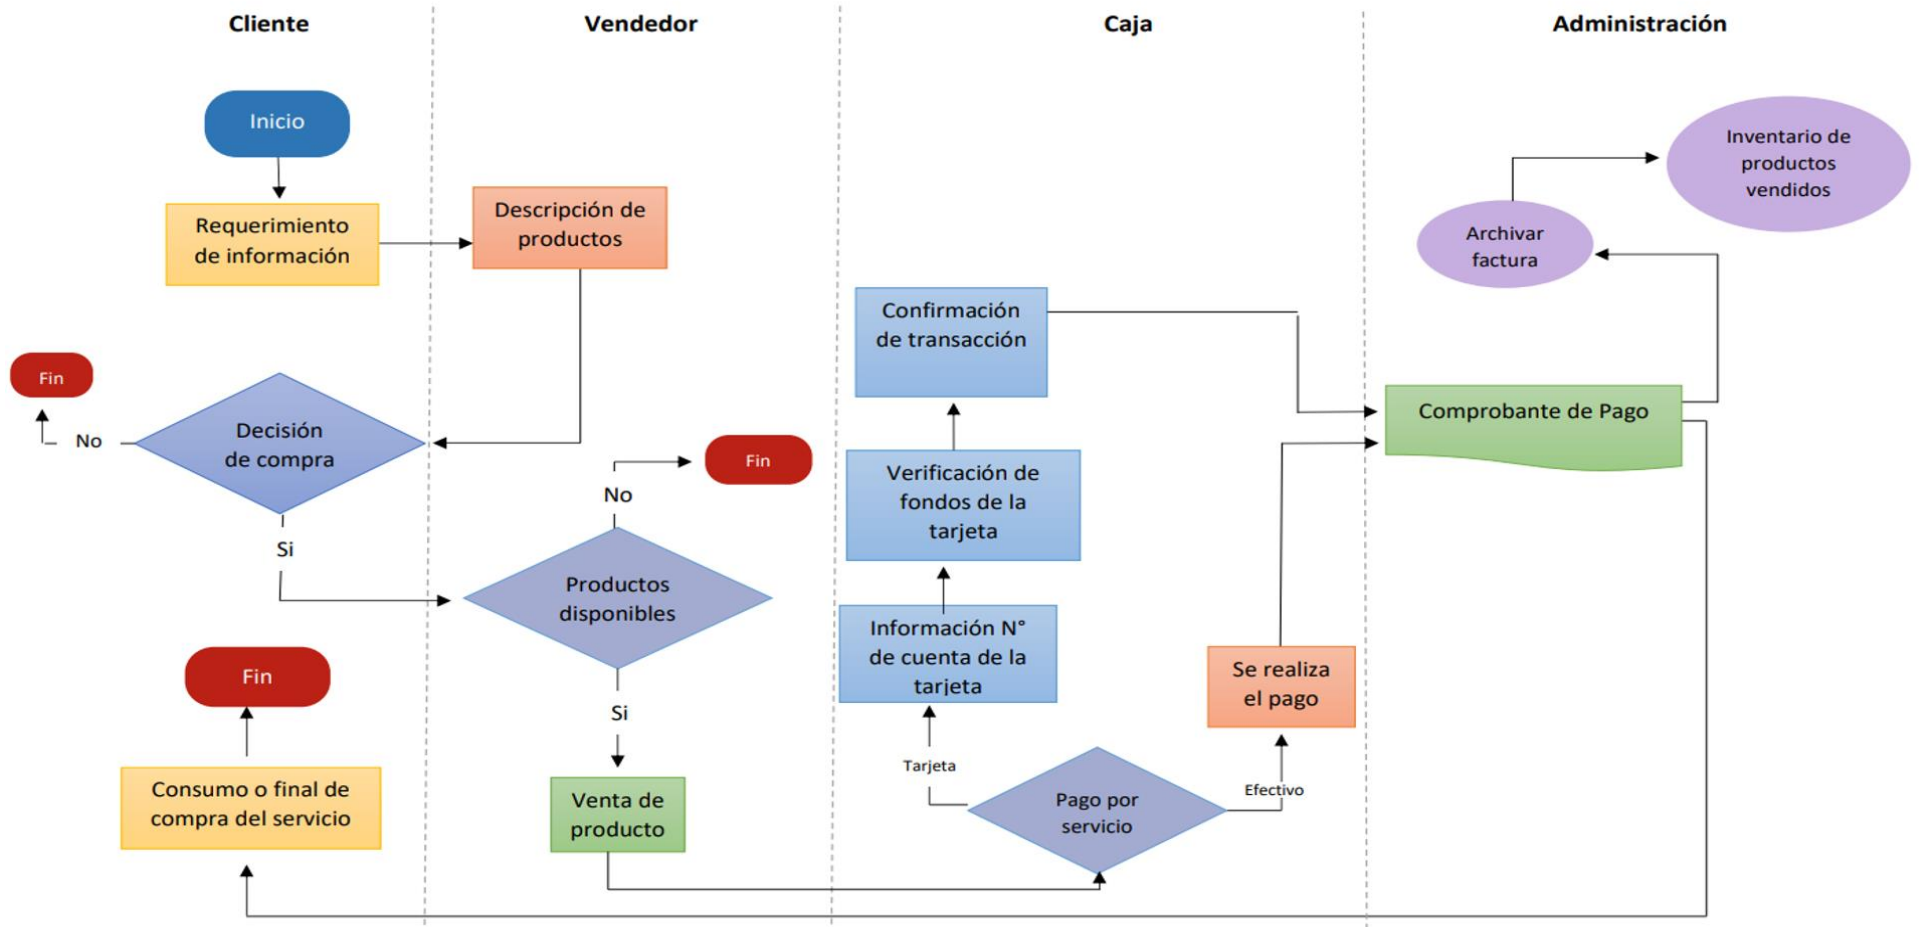 Cliente
Vendedor
Caja
Administración
Inicio
Requerimiento
de información
Descripción de
productos
Fin
No
Decisión
de compra
Si
Fin
No
Productos
disponibles
Si
Venta de
producto
Fin
Consumo o final de
compra del servicio
Confirmación
de transacción
Verificación de
fondos de la
tarjeta
Información N°
de cuenta de la
tarjeta
Tarjeta
Pago por
servicio
Efectivo
Se realiza
el pago
Inventario de
productos
vendidos
Archivar
factura
Comprobante de Pago